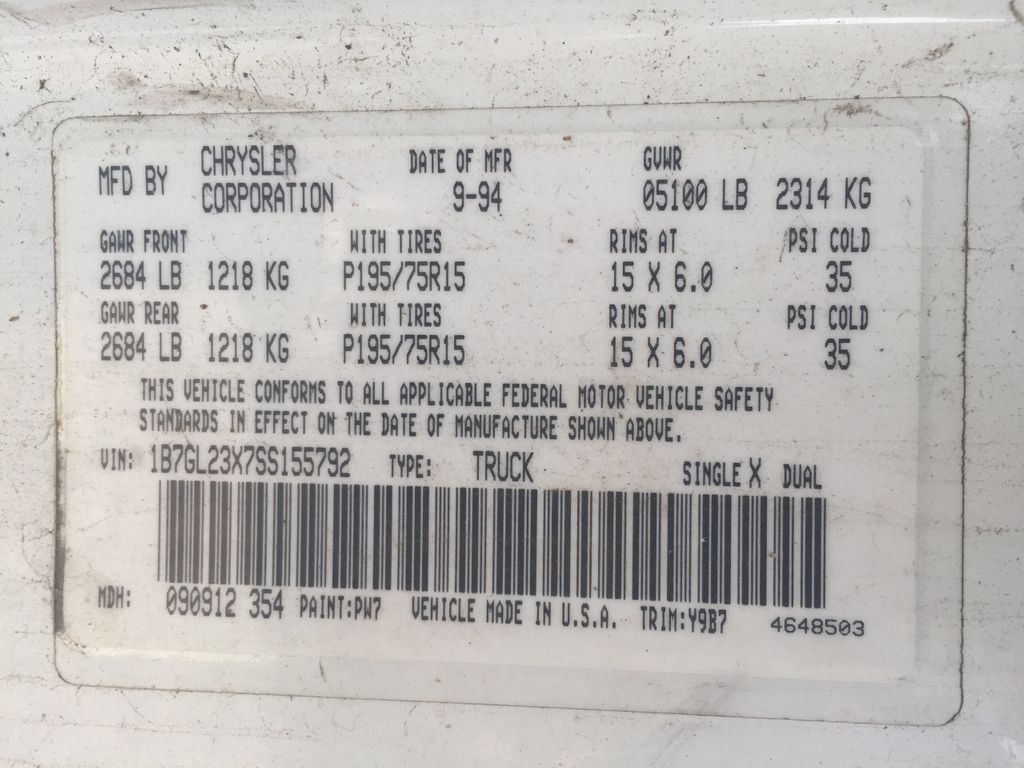 MFD BY CHRYSLER CORPORATION DATE OF MFR 9-94 GVWR 05100 LB 2314 KG
GAWR FRONT WITH TIRES RIMS AT PSI COLD
2684 LB 1218 KG P195/75R15 15 X 6.0 35
GAWR REAR WITH TIRES RIMS AT PSI COLD
2684 LB 1218 KG P195/75R15 15 X 6.0 35
THIS VEHICLE CONFORMS TO ALL APPLICABLE FEDERAL MOTOR VEHICLE SAFETY
STANDARDS IN EFFECT ON THE DATE OF MANUFACTURE SHOWN ABOVE.
VIN: 1B7GL23X7SS155792 TYPE: TRUCK SINGLE X DUAL
MDH: 090912 354 PAINT:PW7 VEHICLE MADE IN U.S.A. TRIM:Y9B7 4648503